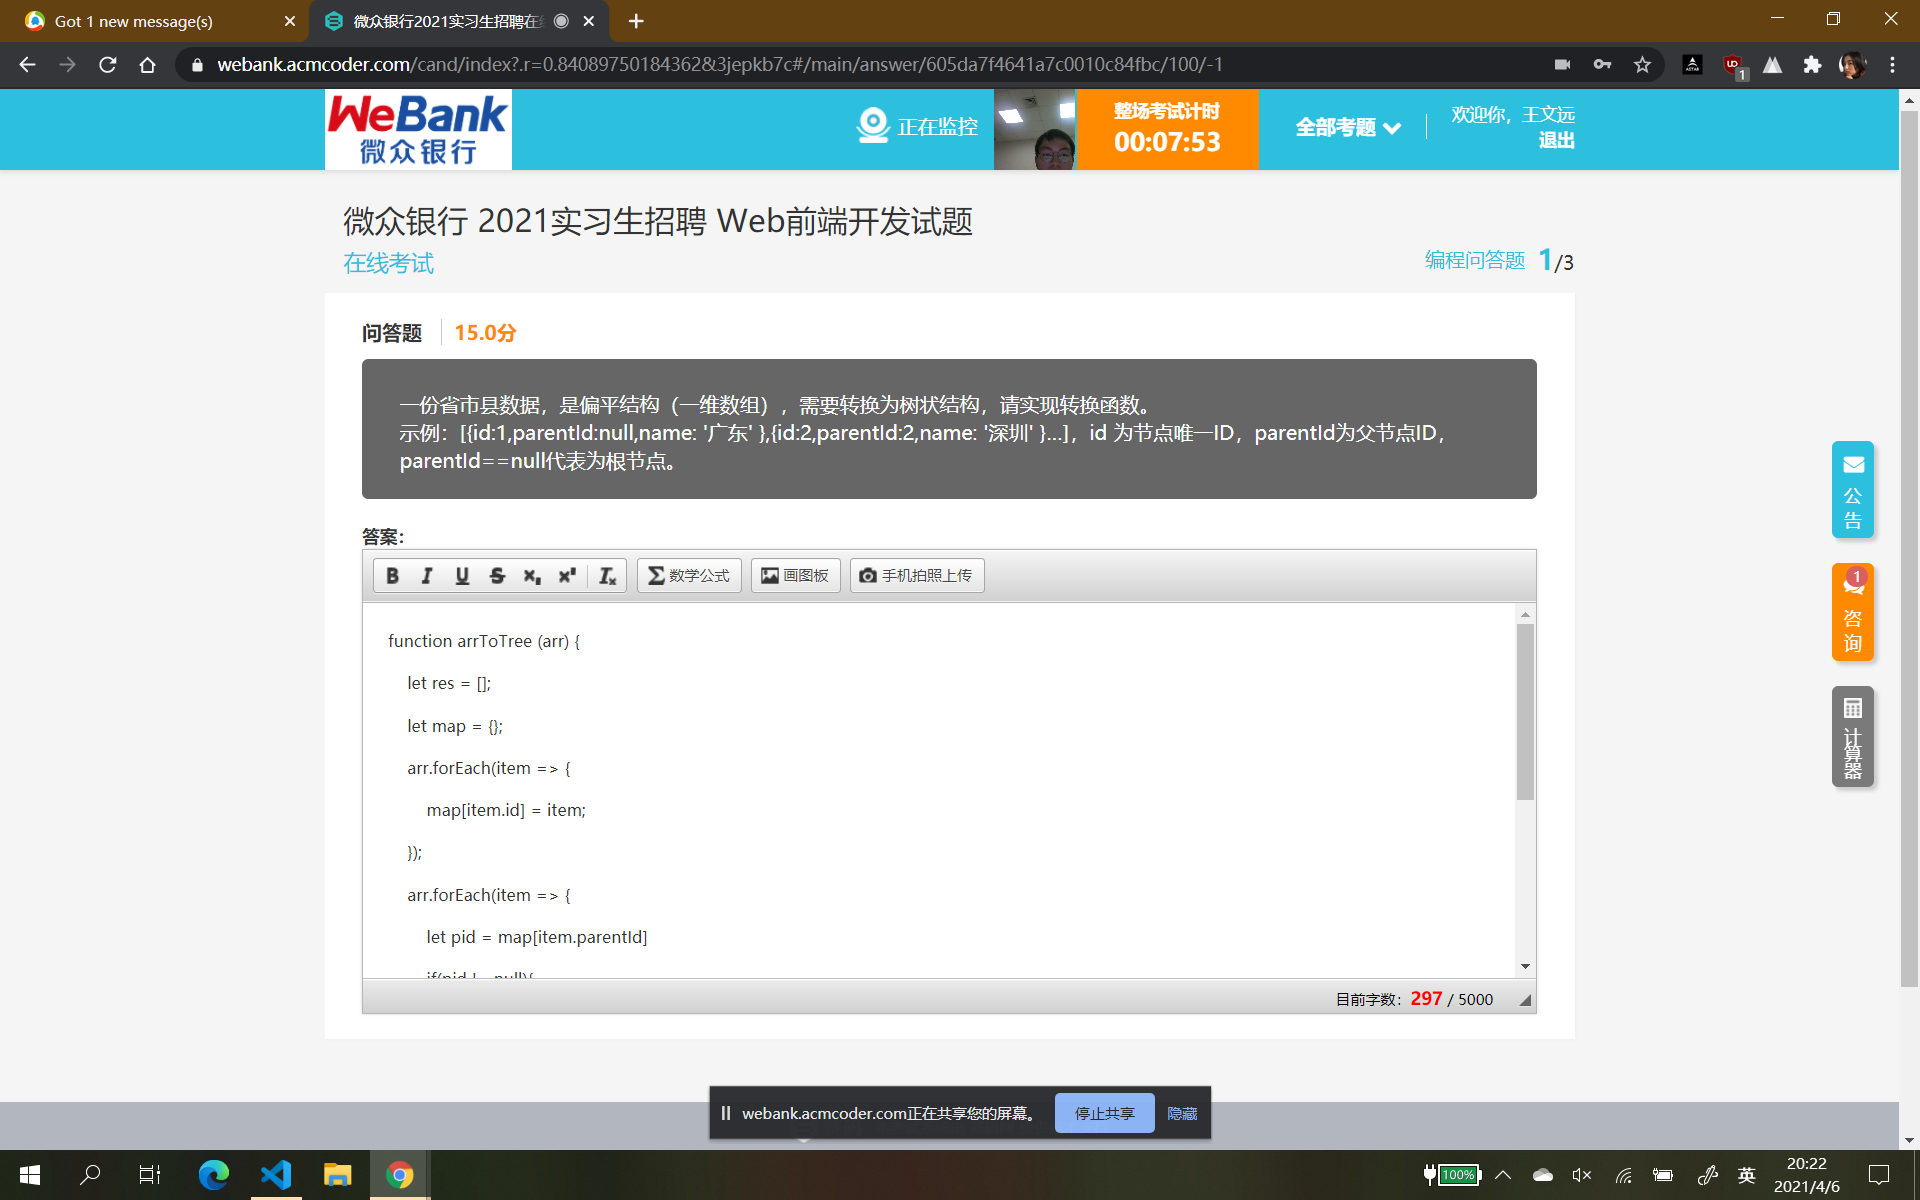 Got 1 new message(s)
微众银行2021实习生招聘在线
webank.acmcoder.com/cand/index?.r=0.84089750184362&3jepkb7c#/main/answer/605da7f4641a7c0010c84fbc/100/-1
ASTAR
UD
1
WeBank
微众银行
正在监控
整场考试计时
00:07:53
全部考题
欢迎你，王文远
退出
微众银行 2021实习生招聘 Web前端开发试题
在线考试
编程问答题 1/3
问答题 15.0分
一份省市县数据，是偏平结构（一维数组），需要转换为树状结构，请实现转换函数。
示例：[{id:1,parentId:null,name: '广东' },{id:2,parentId:2,name: '深圳' }...]，id 为节点唯一ID，parentId为父节点ID，
parentId==null代表为根节点。
答案：
B I U S x, x' Ix Σ数学公式 画图板 手机拍照上传
function arrToTree (arr) {
let res = [];
let map = {};
arr.forEach(item => {
map[item.id] = item;
});
arr.forEach(item => {
let pid = map[item.parentId]
目前字数：297 / 5000
公告
1
咨询
计算器
webank.acmcoder.com正在共享您的屏幕。 停止共享 隐藏
100%
英
20:22
2021/4/6